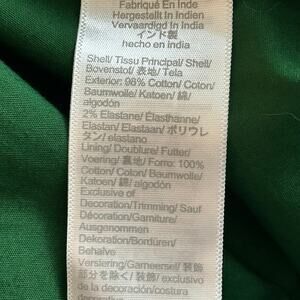 Fabriqué En Inde
Hergestellt In Indien
Vervaardigd In India
インド製
hecho en india
Shell/ Tissu Principal/ Shell/
Bovenstof/ 表地/ Tela
Exterior: 98% Cotton/ Coton/
Baumwolle/ Katoen/ 綿/
algodón
2% Elastane/ Élasthanne/
Elastan/ Elastaan/ ポリウレ
タン/ elastano
Lining/ Doublure/ Futter/
Voering/ 裏地/ Forro: 100%
Cotton/ Coton/ Baumwolle/
Katoen/ 綿/ algodón
Exclusive of
Decoration/Trimming/ Sauf
Décoration/Garniture/
Ausgenommen
Dekoration/Bordüren/
Behalve
Versiering/Garneersel/ 装飾
部分を除く/ 装飾/ exclusivo
de la decoración/costura